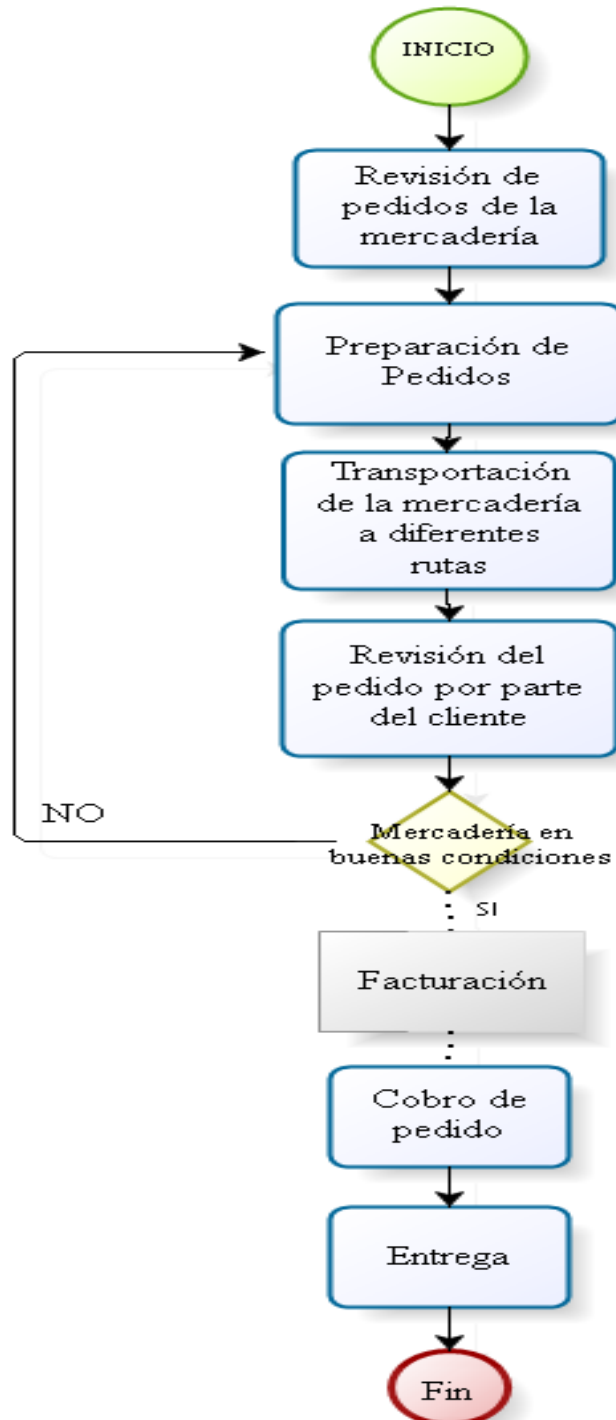 INICIO
Revisión de
pedidos de la
mercadería
Preparación de
Pedidos
Transportación
de la mercadería
a diferentes
rutas
Revisión del
pedido por parte
del cliente
NO
Mercadería en
buenas condiciones
SI
Facturación
Cobro de
pedido
Entrega
Fin